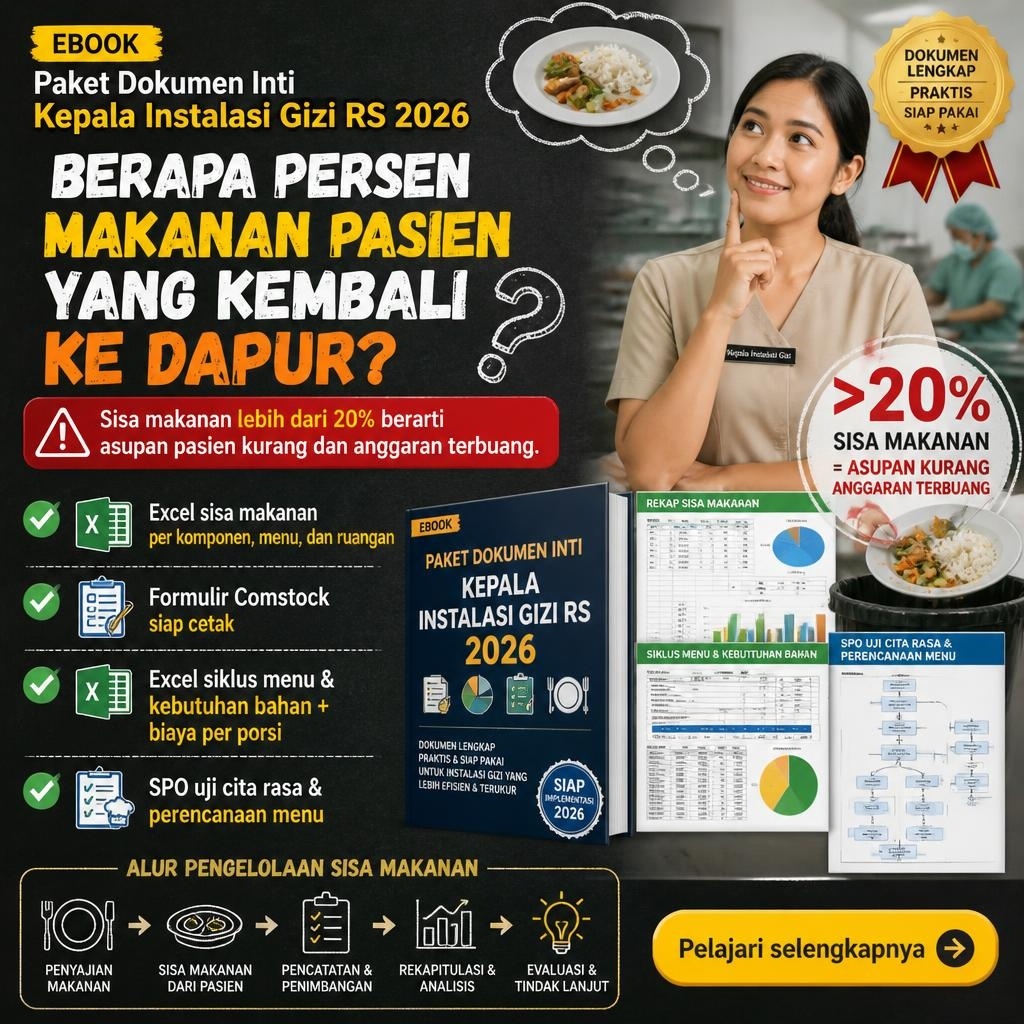 EBOOK
Paket Dokumen Inti
Kepala Instalasi Gizi RS 2026
BERAPA PERSEN
MAKANAN PASIEN
YANG KEMBALI
KE DAPUR?
Sisa makanan lebih dari 20% berarti
asupan pasien kurang dan anggaran terbuang.
DOKUMEN
LENGKAP
PRAKTIS
SIAP PAKAI
Kepala Instalasi Gizi
>20%
SISA MAKANAN
= ASUPAN KURANG
ANGGARAN TERBUANG
X
Excel sisa makanan
per komponen, menu, dan ruangan
Formulir Comstock
siap cetak
X
Excel siklus menu &
kebutuhan bahan +
biaya per porsi
SPO uji cita rasa &
perencanaan menu
EBOOK
PAKET DOKUMEN INTI
KEPALA
INSTALASI GIZI RS
2026
DOKUMEN LENGKAP
PRAKTIS & SIAP PAKAI
UNTUK INSTALASI GIZI YANG
LEBIH EFISIEN & TERUKUR
SIAP
IMPLEMENTASI
2026
REKAP SISA MAKANAN
SIKLUS MENU & KEBUTUHAN BAHAN
SPO UJI CITA RASA &
PERENCANAAN MENU
ALUR PENGELOLAAN SISA MAKANAN
PENYAJIAN
MAKANAN
SISA MAKANAN
DARI PASIEN
PENCATATAN &
PENIMBANGAN
REKAPITULASI &
ANALISIS
EVALUASI &
TINDAK LANJUT
Pelajari selengkapnya